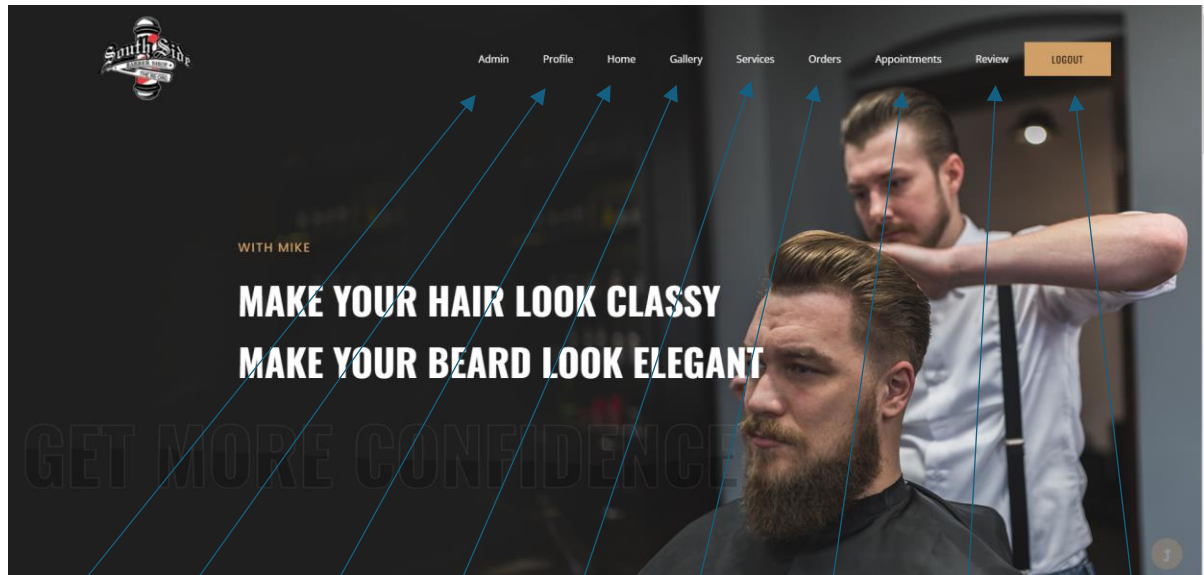 South Side
BARBER SHOP
Admin Profile Home Gallery Services Orders Appointments Review LOGOUT
WITH MIKE
MAKE YOUR HAIR LOOK CLASSY
MAKE YOUR BEARD LOOK ELEGANT
GET MORE CONFIDENCE